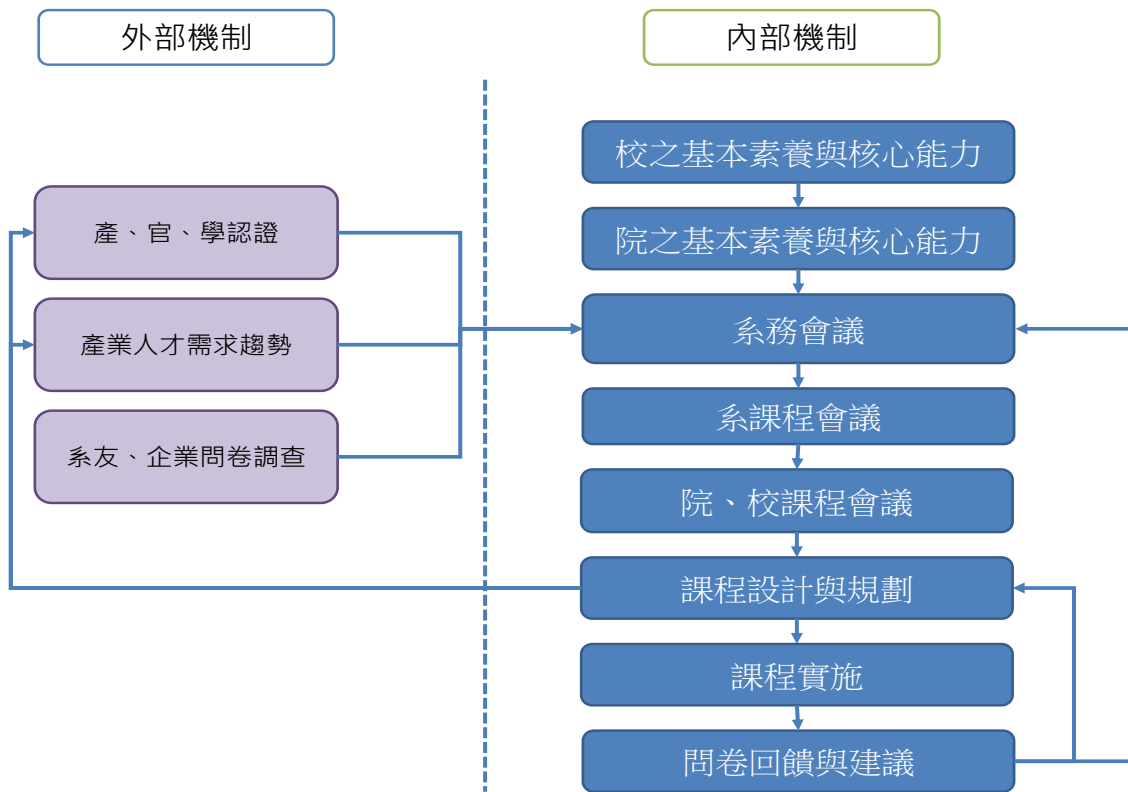 外部機制
內部機制
校之基本素養與核心能力
產、官、學認證
院之基本素養與核心能力
產業人才需求趨勢
系務會議
系友、企業問卷調查
系課程會議
院、校課程會議
課程設計與規劃
課程實施
問卷回饋與建議